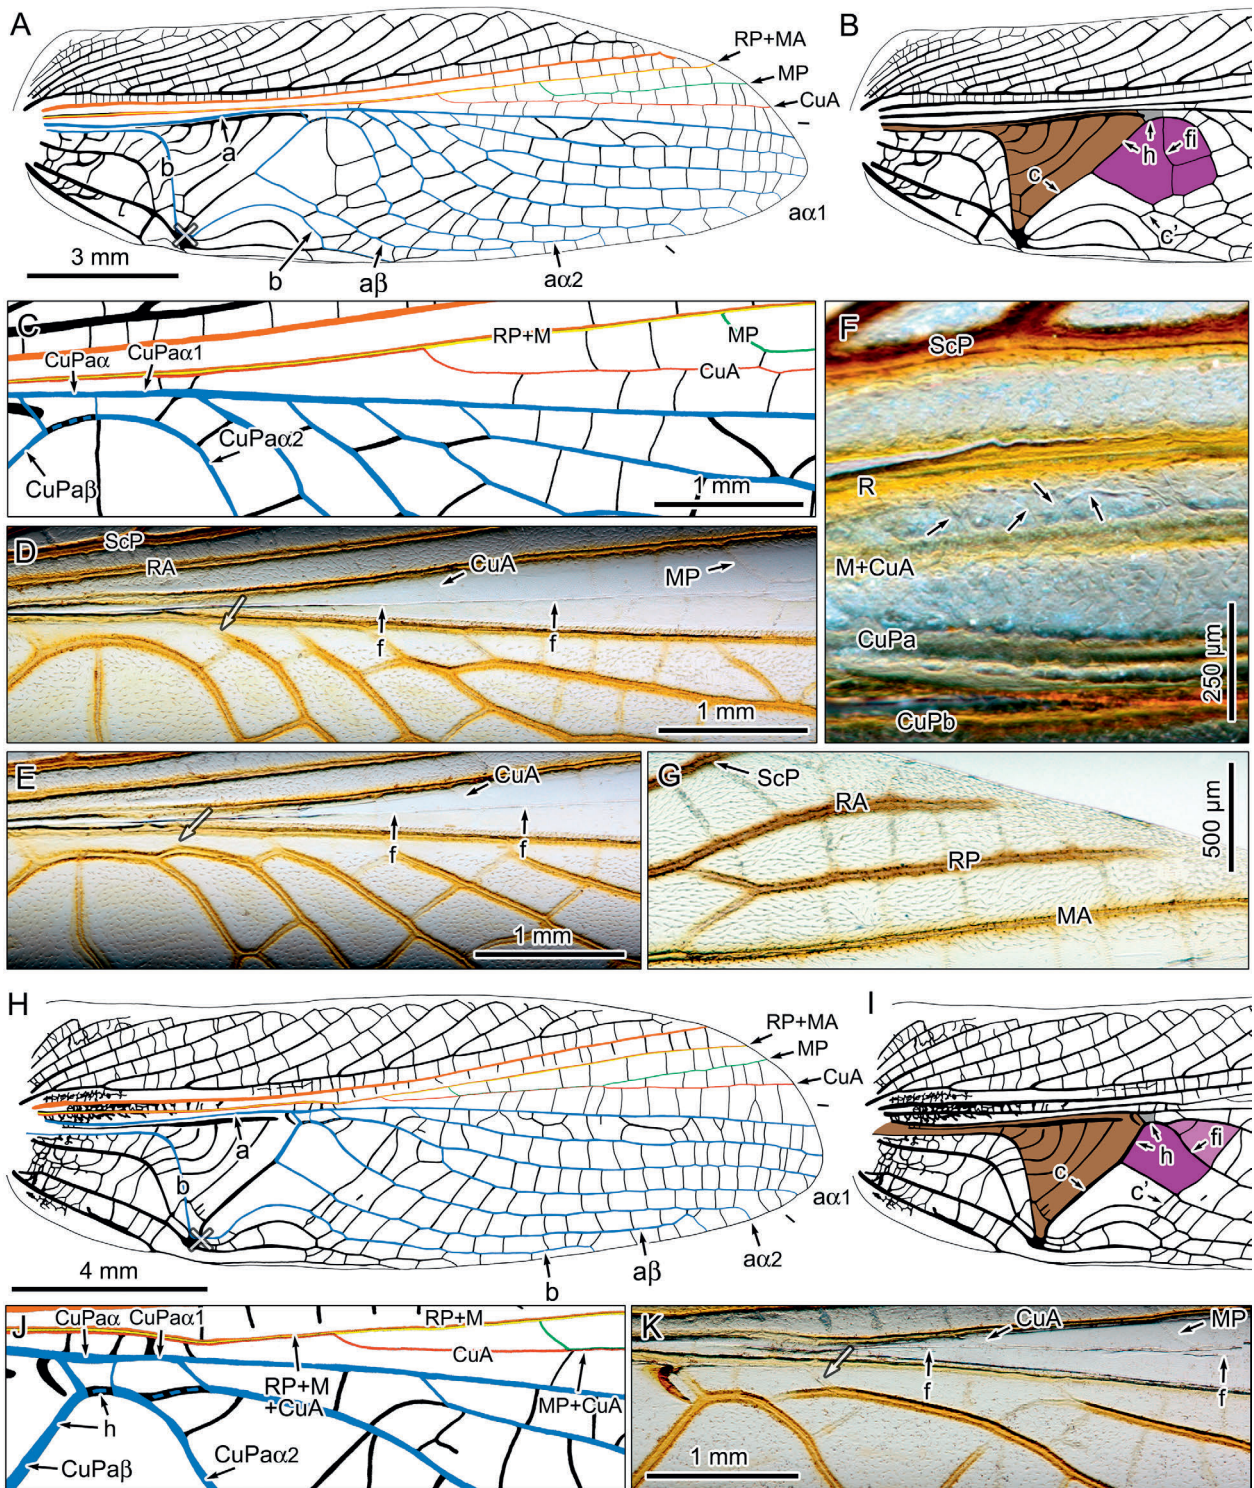 A
RP+MA
MP
CuA
a
b
b
aβ
aα2
aα1
3 mm
B
h
fi
c
c'
C
CuPaα
CuPaα1
RP+M
MP
CuA
CuPaα2
CuPaβ
1 mm
D
ScP
RA
CuA
MP
f
f
1 mm
E
CuA
f
f
1 mm
F
ScP
R
M+CuA
CuPa
CuPb
250 µm
G
ScP
RA
RP
MA
500 µm
H
RP+MA
MP
CuA
a
b
aα1
aα2
aβ
b
4 mm
I
h
fi
c
c'
J
CuPaα
CuPaα1
RP+M
CuA
RP+M
+CuA
MP+CuA
h
CuPaα2
CuPaβ
K
CuA
MP
f
f
1 mm